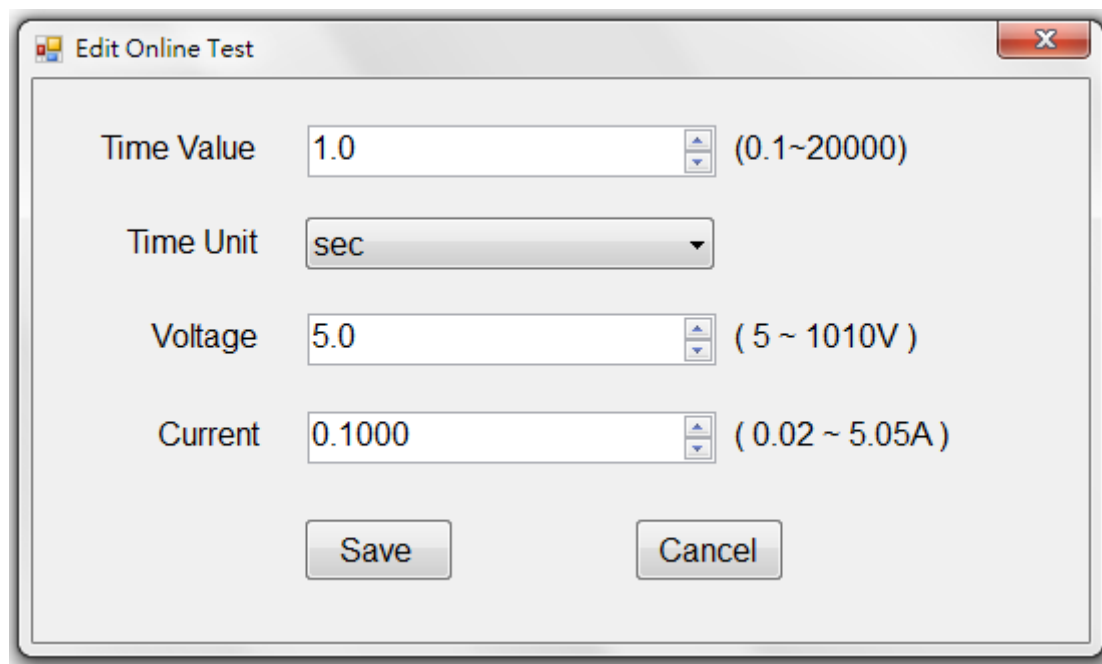 Edit Online Test
Time Value 1.0 (0.1~20000)
Time Unit sec
Voltage 5.0 ( 5 ~ 1010V )
Current 0.1000 ( 0.02 ~ 5.05A )
Save Cancel